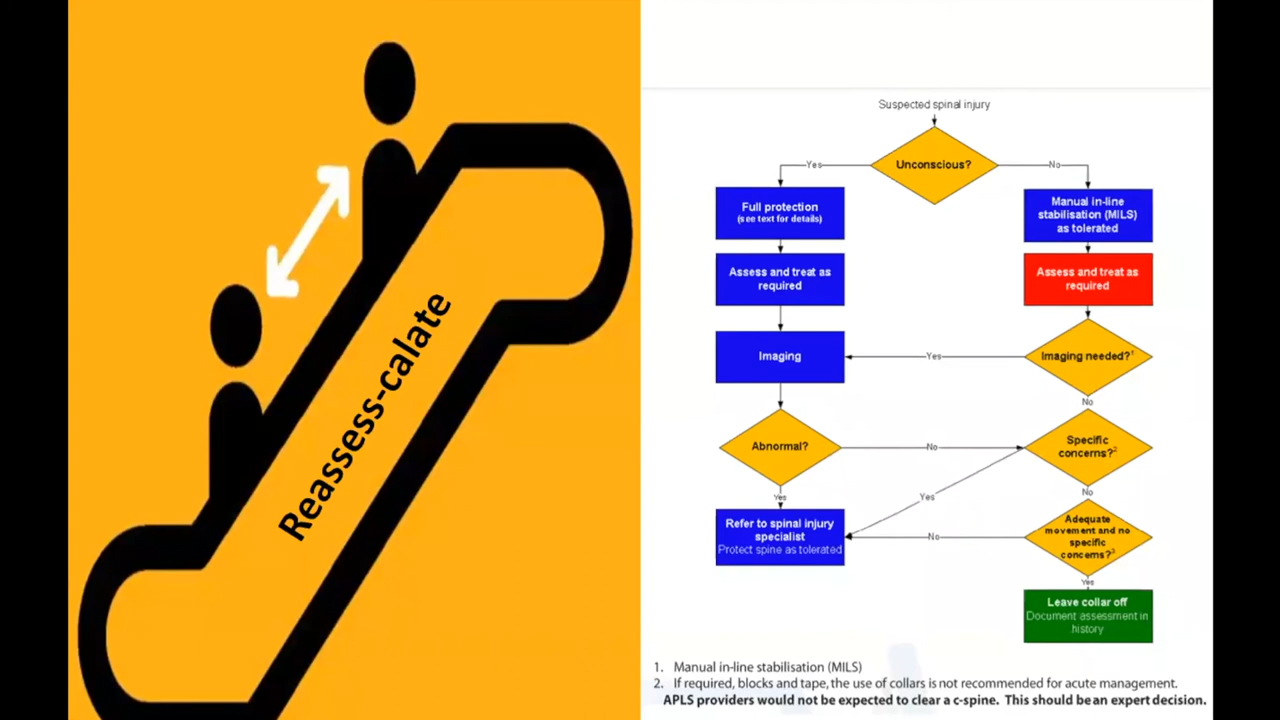 Reassess-calate
Suspected spinal injury
Unconscious?
Yes
No
Full protection
(see text for details)
Manual in-line
stabilisation (MILS)
as tolerated
Assess and treat as
required
Assess and treat as
required
Imaging
Yes
Imaging needed?¹
No
Abnormal?
No
Specific
concerns?²
Yes
Yes
No
Refer to spinal injury
specialist
Protect spine as tolerated
No
Adequate
movement and no
specific
concerns?³
Yes
Leave collar off
Document assessment in
history
1. Manual in-line stabilisation (MILS)
2. If required, blocks and tape, the use of collars is not recommended for acute management.
APLS providers would not be expected to clear a c-spine. This should be an expert decision.